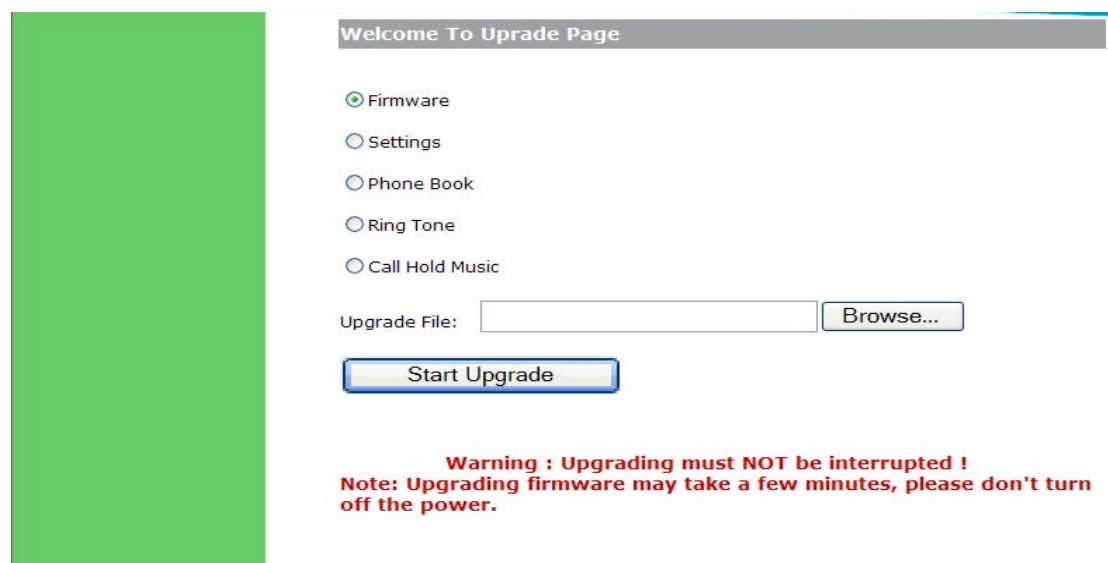 Welcome To Uprade Page
Firmware
Settings
Phone Book
Ring Tone
Call Hold Music
Upgrade File: Browse...
Start Upgrade
Warning : Upgrading must NOT be interrupted !
Note: Upgrading firmware may take a few minutes, please don't turn
off the power.